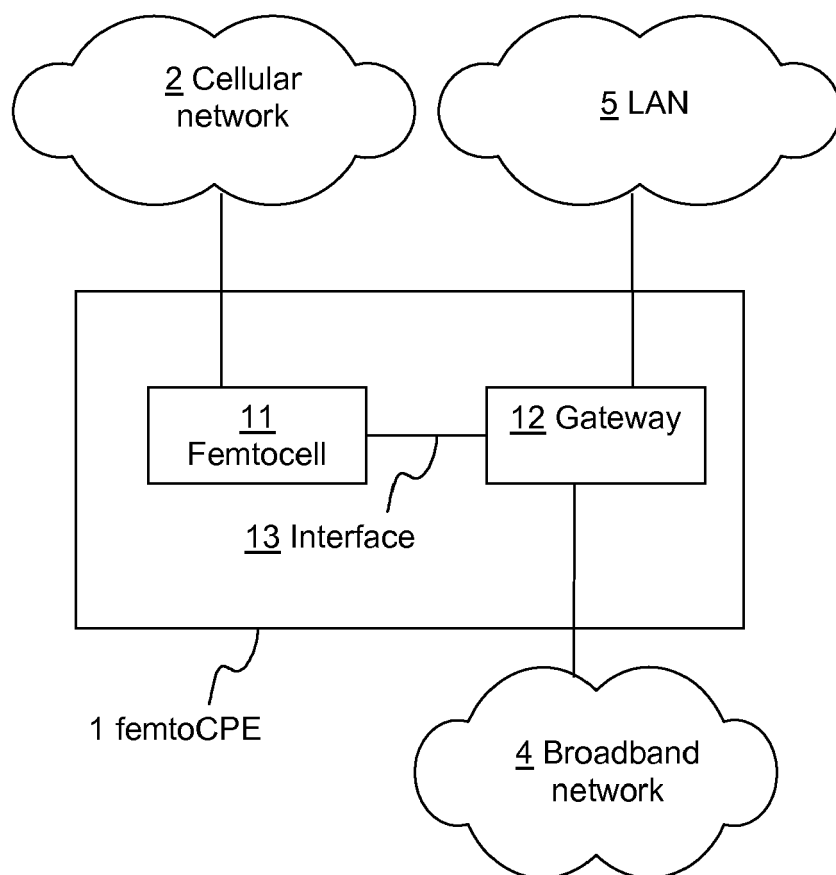 2 Cellular
network
5 LAN
11
Femtocell
12 Gateway
13 Interface
1 femtoCPE
4 Broadband
network